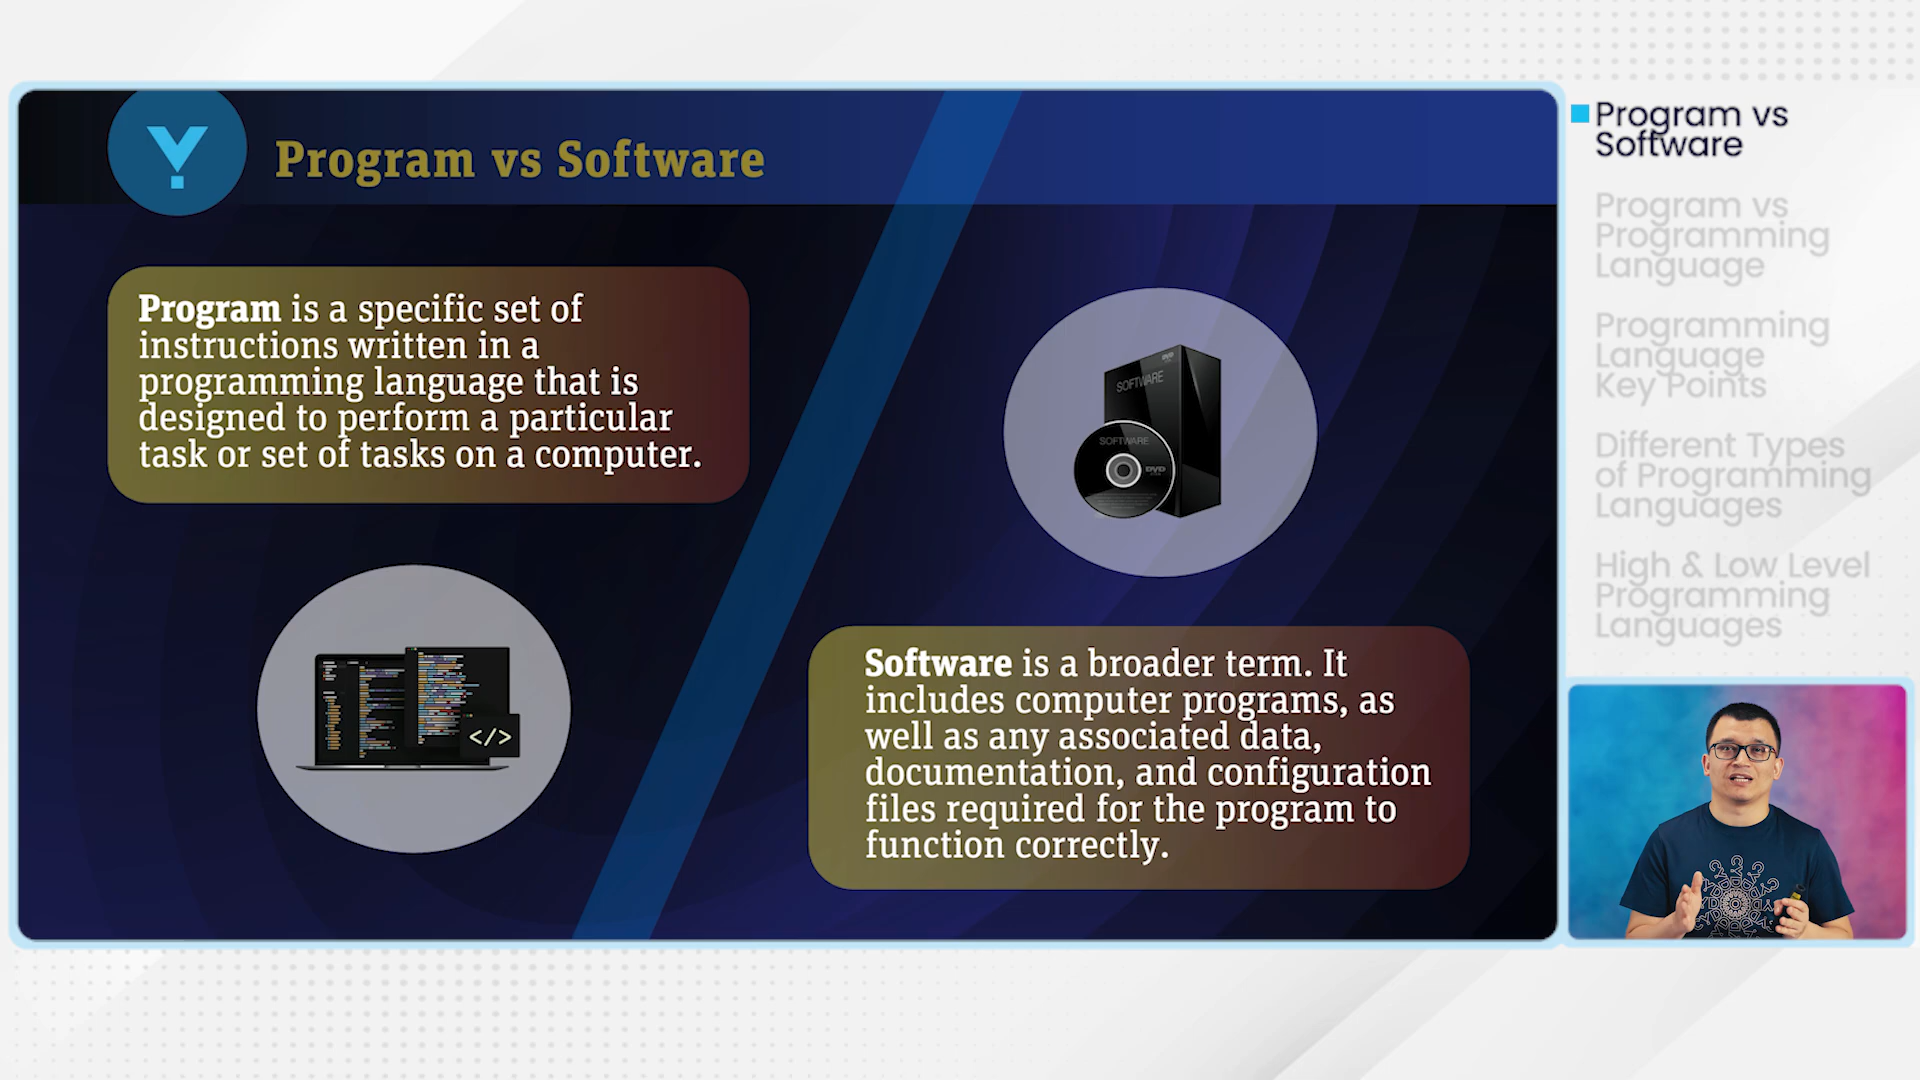 Program vs Software
Program is a specific set of
instructions written in a
programming language that is
designed to perform a particular
task or set of tasks on a computer.
SOFTWARE
DVD
SOFTWARE
DVD
</>
Software is a broader term. It
includes computer programs, as
well as any associated data,
documentation, and configuration
files required for the program to
function correctly.
Program vs
Software
Program vs
Programming
Language
Programming
Language
Key Points
Different Types
of Programming
Languages
High & Low Level
Programming
Languages